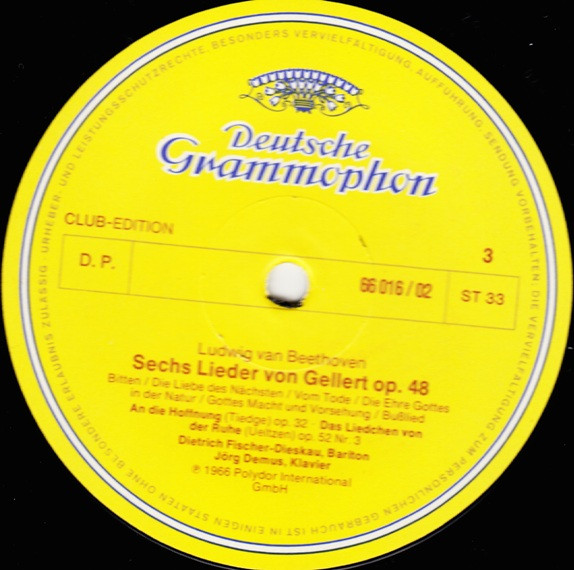 URHEBER- UND LEISTUNGSSCHUTZRECHTE, BESONDERS VERVIELFÄLTIGUNG, AUFFÜHRUNG, SENDUNG VORBEHALTEN! DIE VERVIELFÄLTIGUNG ZUM PERSÖNLICHEN GEBRAUCH IST IN EINIGEN STAATEN OHNE BESONDERE ERLAUBNIS ZULÄSSIG
Deutsche
Grammophon
CLUB-EDITION
3
D. P.
66 016 / 02
ST 33
Ludwig van Beethoven
Sechs Lieder von Gellert op. 48
Bitten / Die Liebe des Nächsten / Vom Tode / Die Ehre Gottes
in der Natur / Gottes Macht und Vorsehung / Bußlied
An die Hoffnung (Tiedge) op. 32 · Das Liedchen von
der Ruhe (Ueltzen) op. 52 Nr. 3
Dietrich Fischer-Dieskau, Bariton
Jörg Demus, Klavier
℗ 1966 Polydor International
GmbH